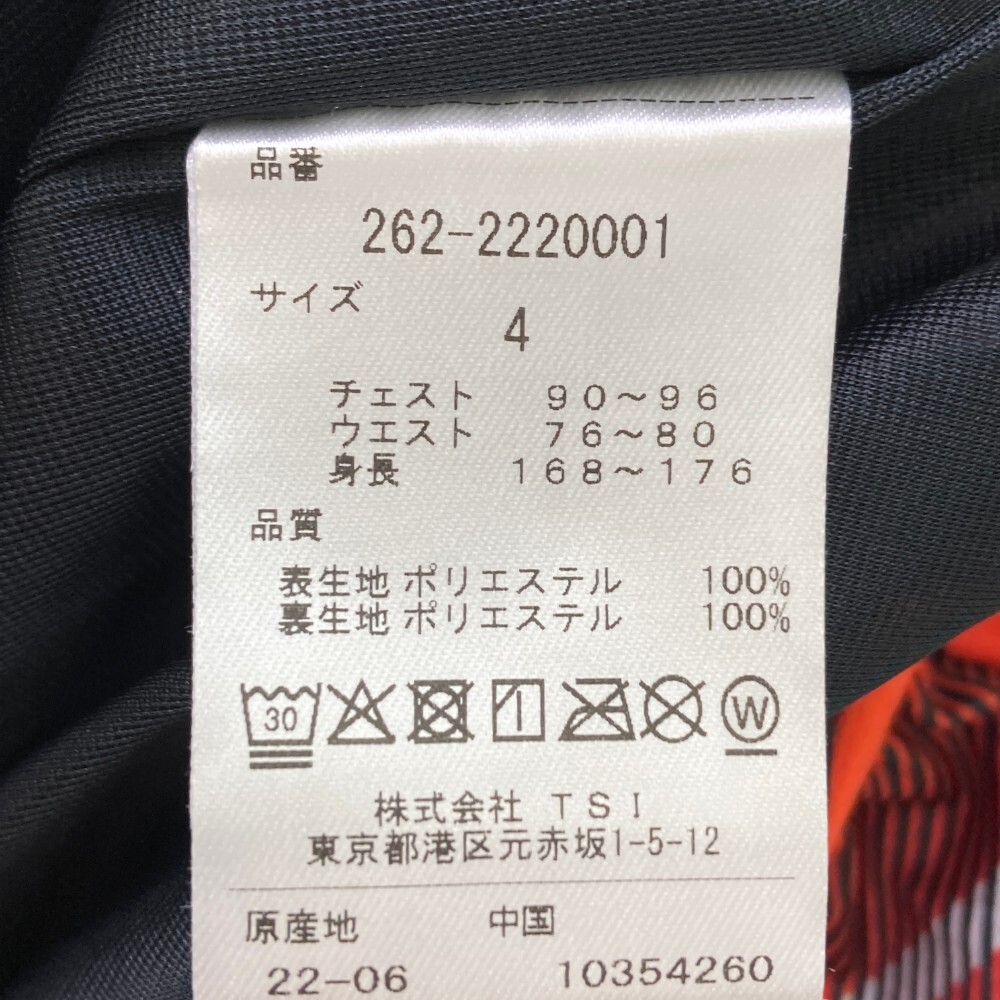 品番
262-2220001
サイズ
4
チェスト 90～96
ウエスト 76～80
身長 168～176
品質
表生地 ポリエステル 100%
裏生地 ポリエステル 100%
30 W
株式会社 TSI
東京都港区元赤坂1-5-12
原産地 中国
22-06 10354260